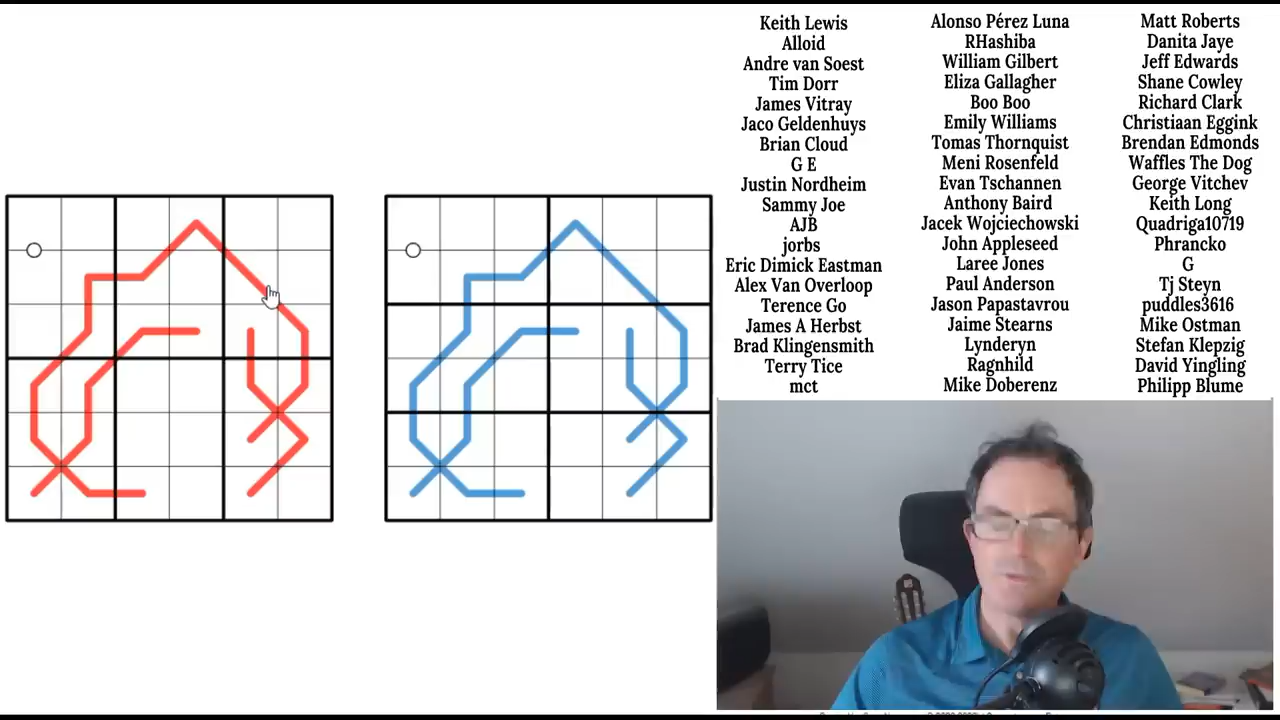 Keith Lewis
Alloid
Andre van Soest
Tim Dorr
James Vitray
Jaco Geldenhuys
Brian Cloud
G E
Justin Nordheim
Sammy Joe
AJB
jorbs
Eric Dimick Eastman
Alex Van Overloop
Terence Go
James A Herbst
Brad Klingensmith
Terry Tice
mct
Alonso Pérez Luna
RHashiba
William Gilbert
Eliza Gallagher
Boo Boo
Emily Williams
Tomas Thornquist
Meni Rosenfeld
Evan Tschannen
Anthony Baird
Jacek Wojciechowski
John Appleseed
Laree Jones
Paul Anderson
Jason Papastavrou
Jaime Stearns
Lynderyn
Ragnhild
Mike Doberenz
Matt Roberts
Danita Jaye
Jeff Edwards
Shane Cowley
Richard Clark
Christiaan Eggink
Brendan Edmonds
Waffles The Dog
George Vitchev
Keith Long
Quadriga10719
Phrancko
G
Tj Steyn
puddles3616
Mike Ostman
Stefan Klepzig
David Yingling
Philipp Blume